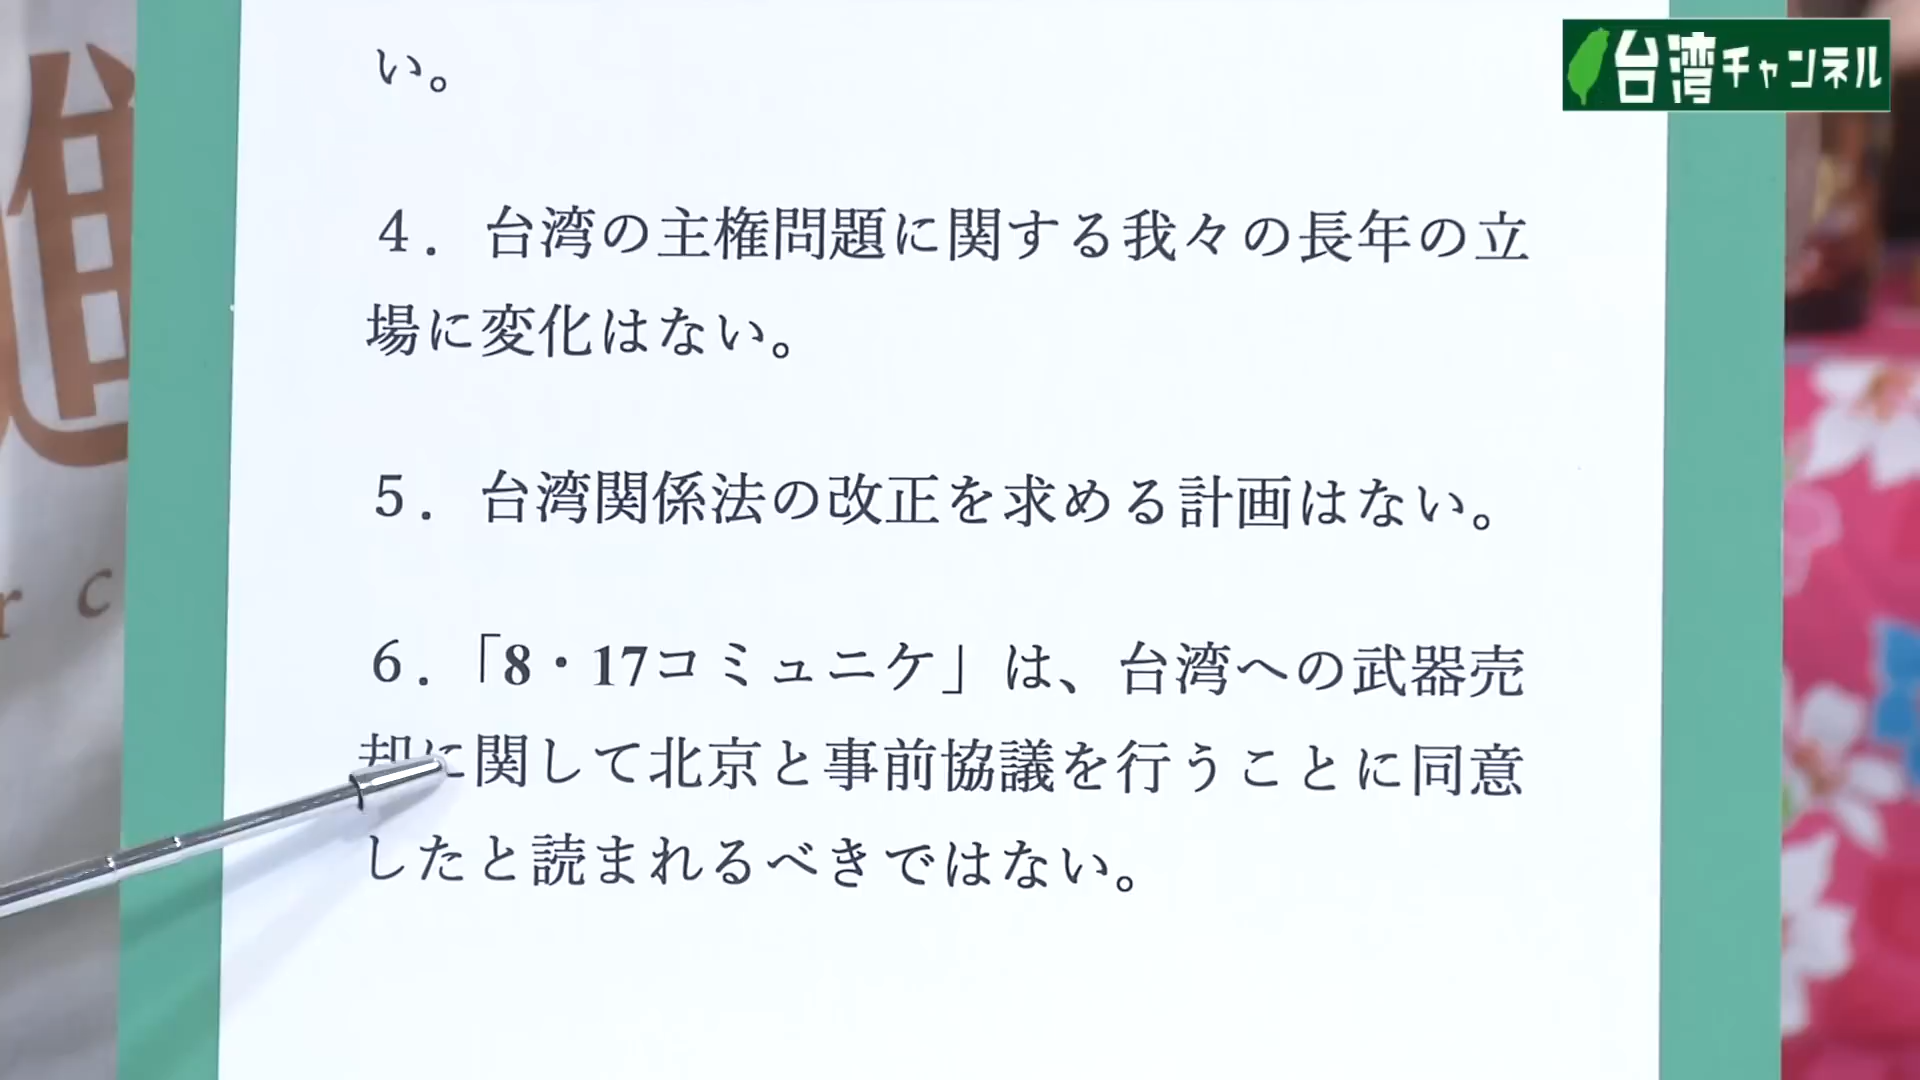 台湾チャンネル
い。
４．台湾の主権問題に関する我々の長年の立
場に変化はない。
５．台湾関係法の改正を求める計画はない。
６．「8・17コミュニケ」は、台湾への武器売
却に関して北京と事前協議を行うことに同意
したと読まれるべきではない。
進
r c